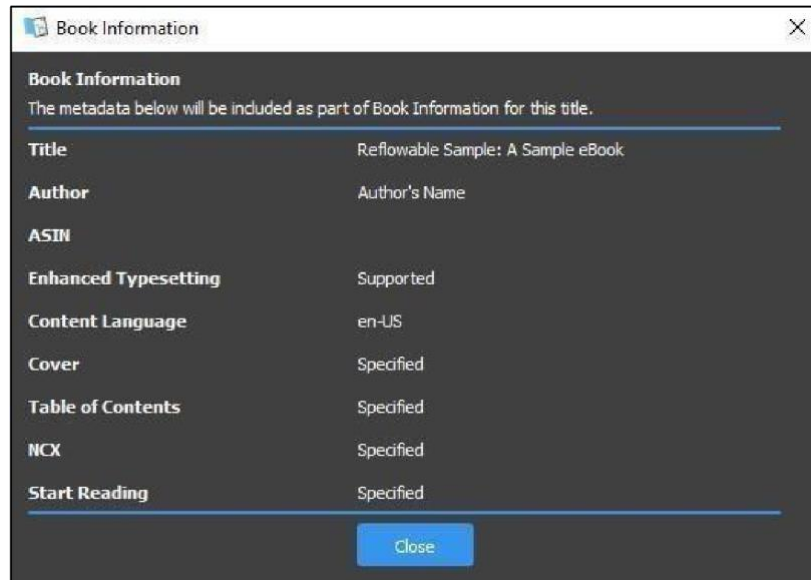 Book Information
Book Information
The metadata below will be included as part of Book Information for this title.
Title Reflowable Sample: A Sample eBook
Author Author's Name
ASIN
Enhanced Typesetting Supported
Content Language en-US
Cover Specified
Table of Contents Specified
NCX Specified
Start Reading Specified
Close